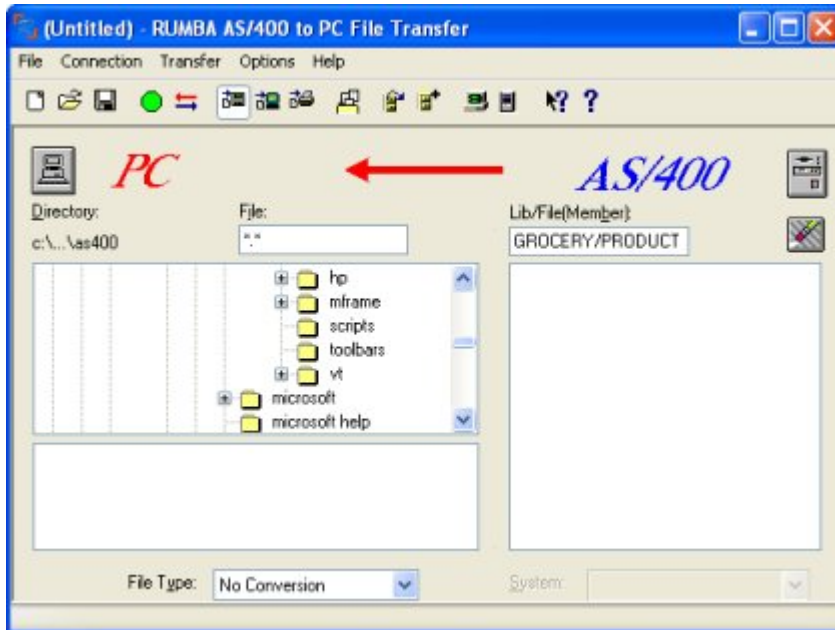 (Untitled) - RUMBA AS/400 to PC File Transfer
File Connection Transfer Options Help
PC AS/400
Directory: File: Lib/File(Member):
c:\...\as400 *.* GROCERY/PRODUCT
hp
mframe
scripts
toolbars
vt
microsoft
microsoft help
File Type: No Conversion System: